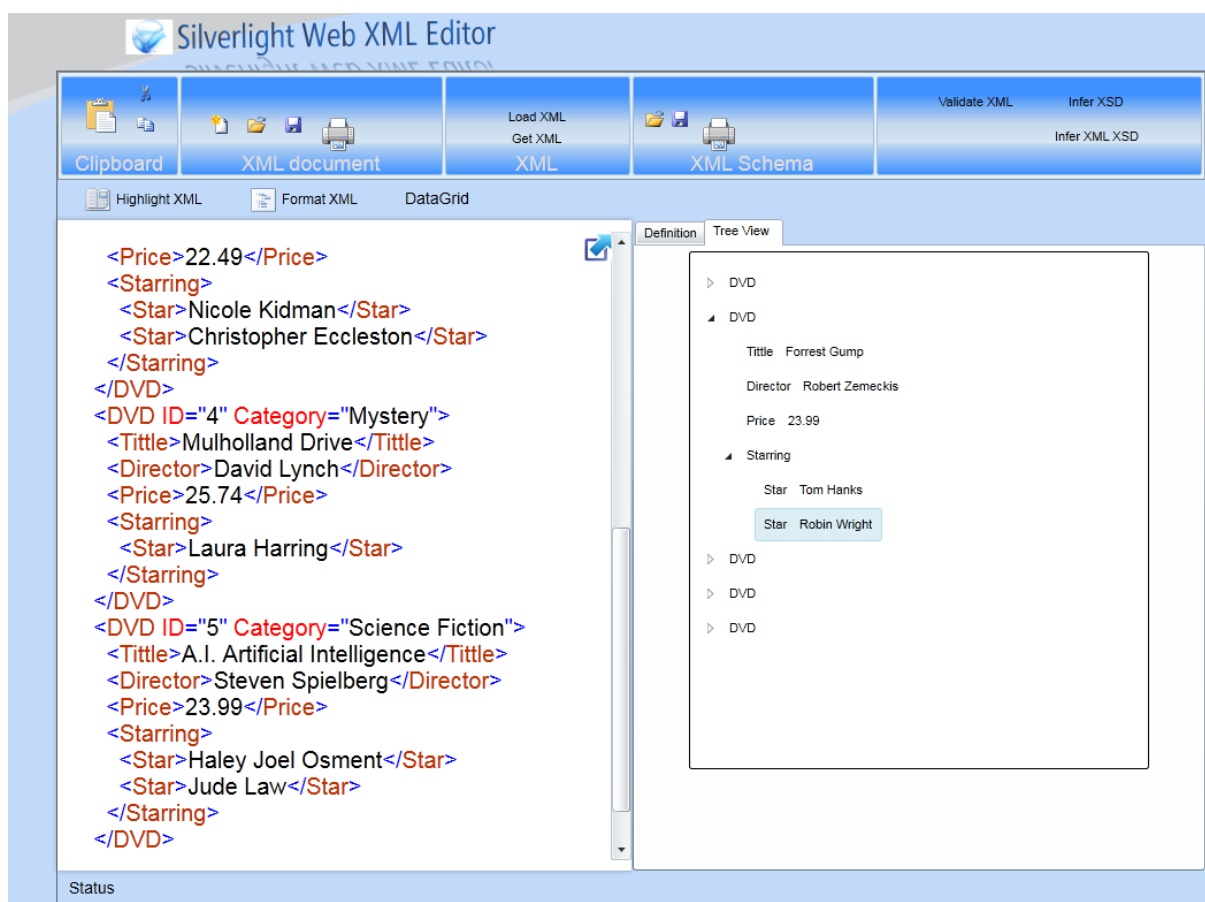 Silverlight Web XML Editor
Clipboard
XML document
Load XML
Get XML
XML
XML Schema
Validate XML Infer XSD
Infer XML XSD
Highlight XML Format XML DataGrid
<Price>22.49</Price>
<Starring>
<Star>Nicole Kidman</Star>
<Star>Christopher Eccleston</Star>
</Starring>
</DVD>
<DVD ID="4" Category="Mystery">
<Tittle>Mulholland Drive</Tittle>
<Director>David Lynch</Director>
<Price>25.74</Price>
<Starring>
<Star>Laura Harring</Star>
</Starring>
</DVD>
<DVD ID="5" Category="Science Fiction">
<Tittle>A.I. Artificial Intelligence</Tittle>
<Director>Steven Spielberg</Director>
<Price>23.99</Price>
<Starring>
<Star>Haley Joel Osment</Star>
<Star>Jude Law</Star>
</Starring>
</DVD>
Definition Tree View
DVD
DVD
Tittle Forrest Gump
Director Robert Zemeckis
Price 23.99
Starring
Star Tom Hanks
Star Robin Wright
DVD
DVD
DVD
Status